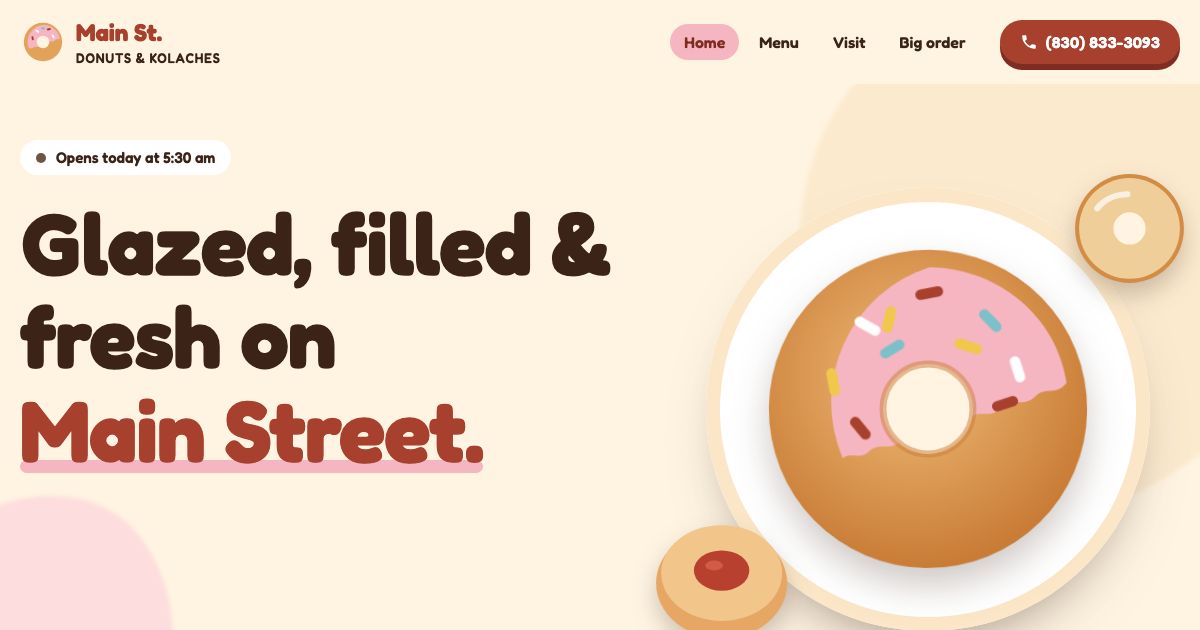 Main St.
DONUTS & KOLACHES
Home
Menu
Visit
Big order
(830) 833-3093
Opens today at 5:30 am
Glazed, filled &
fresh on
Main Street.